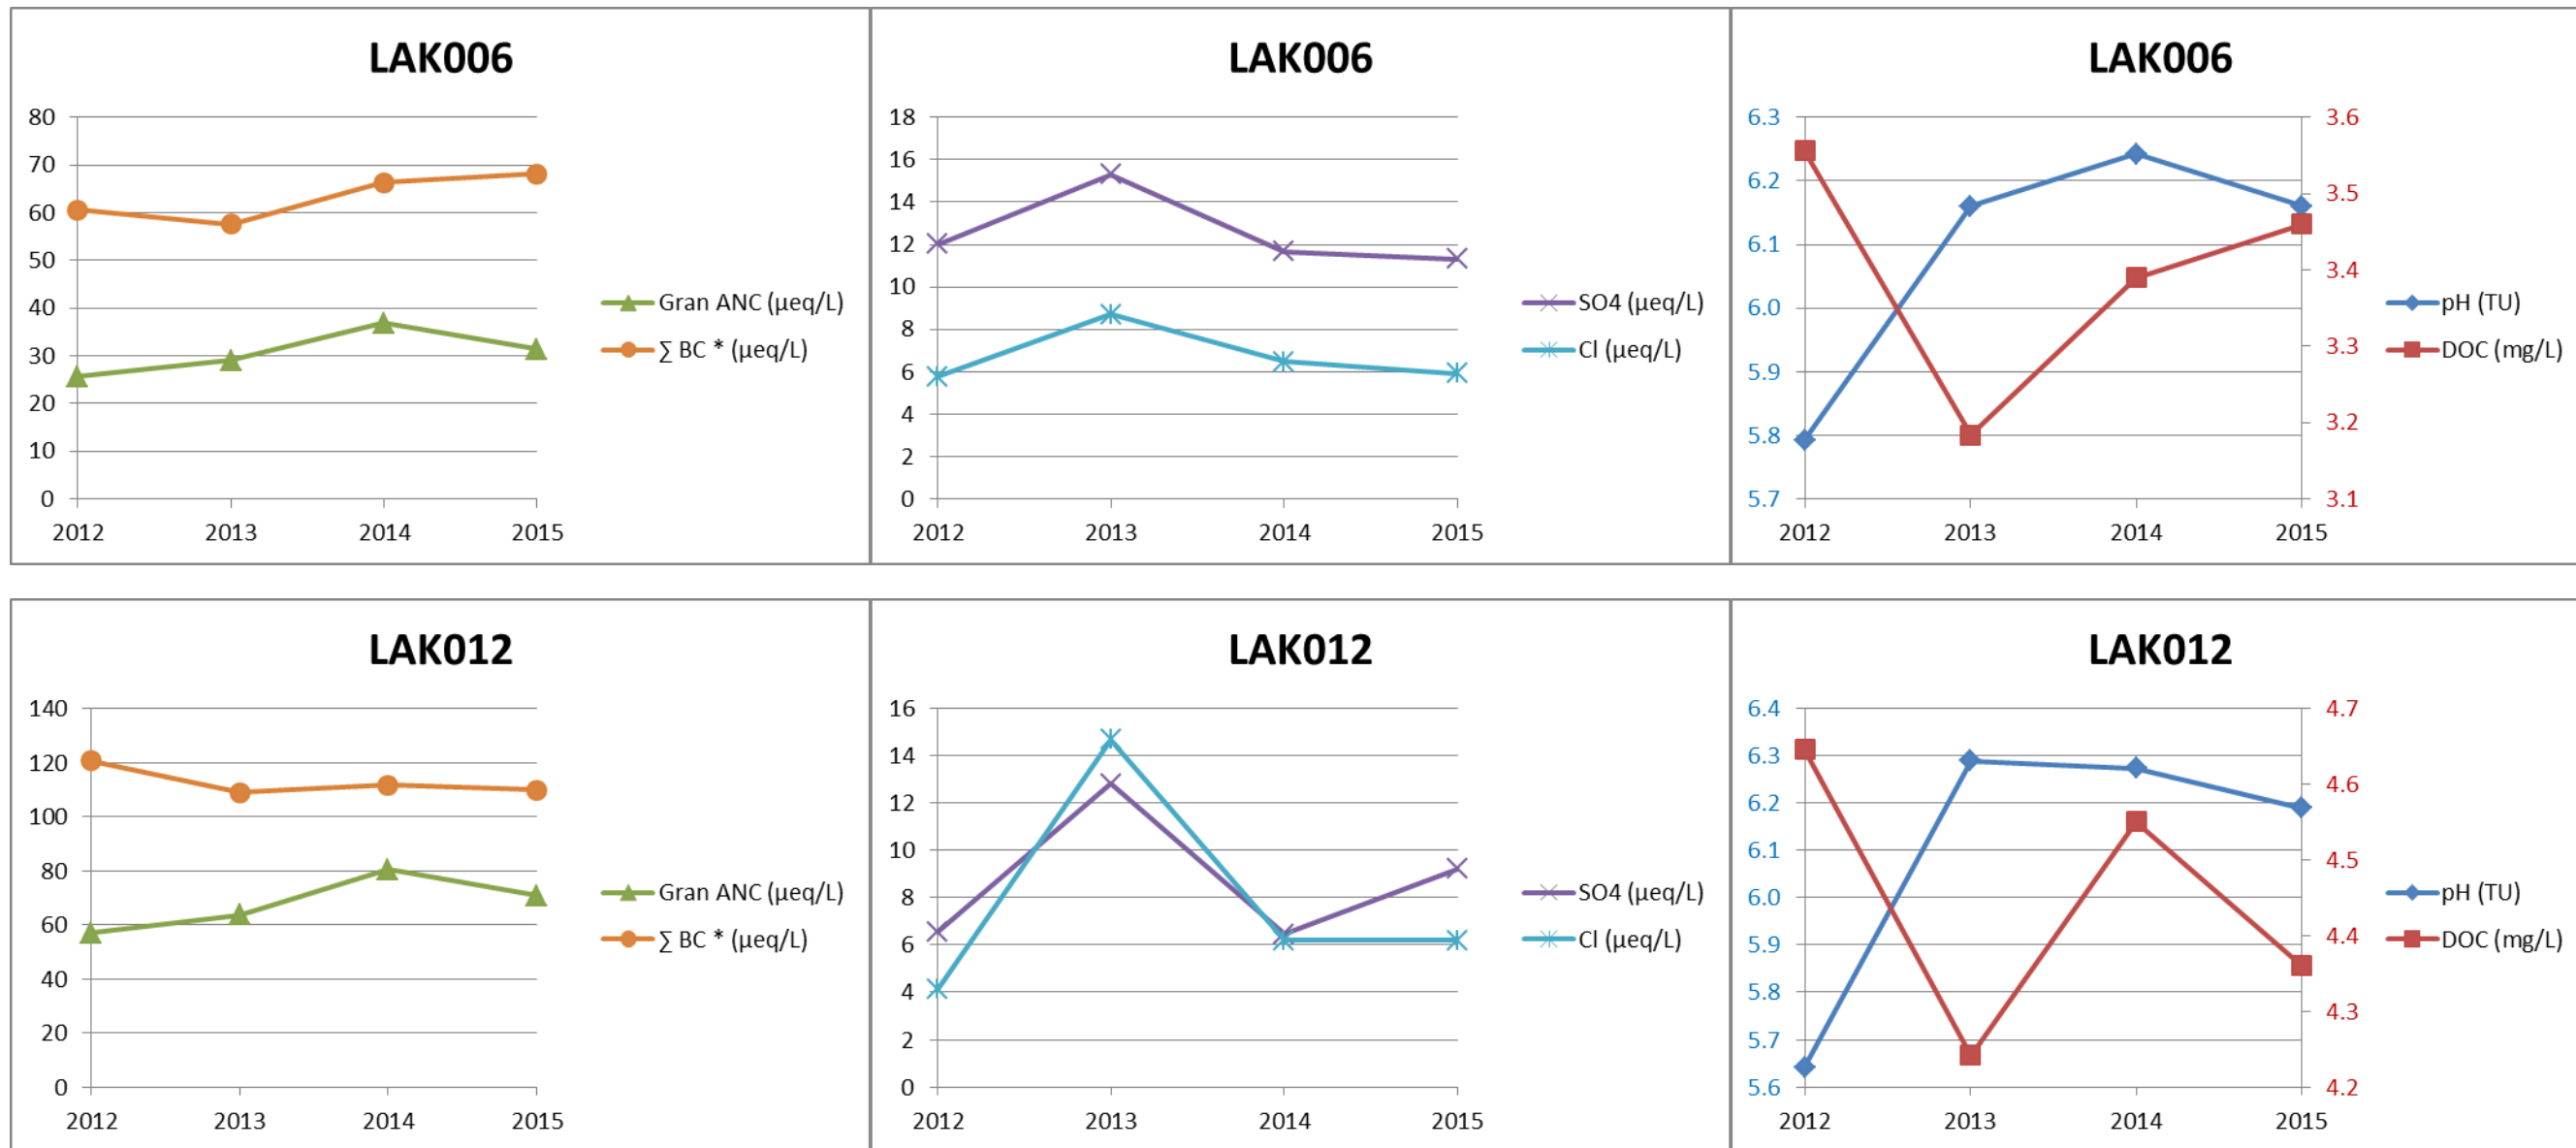 LAK006
80
70
60
50
40
30
20
10
0
2012 2013 2014 2015
Gran ANC (µeq/L)
∑ BC * (µeq/L)
LAK006
18
16
14
12
10
8
6
4
2
0
2012 2013 2014 2015
SO4 (µeq/L)
Cl (µeq/L)
LAK006
6.3
6.2
6.1
6.0
5.9
5.8
5.7
3.6
3.5
3.4
3.3
3.2
3.1
2012 2013 2014 2015
pH (TU)
DOC (mg/L)
LAK012
140
120
100
80
60
40
20
0
2012 2013 2014 2015
Gran ANC (µeq/L)
∑ BC * (µeq/L)
LAK012
16
14
12
10
8
6
4
2
0
2012 2013 2014 2015
SO4 (µeq/L)
Cl (µeq/L)
LAK012
6.4
6.3
6.2
6.1
6.0
5.9
5.8
5.7
5.6
4.7
4.6
4.5
4.4
4.3
4.2
2012 2013 2014 2015
pH (TU)
DOC (mg/L)